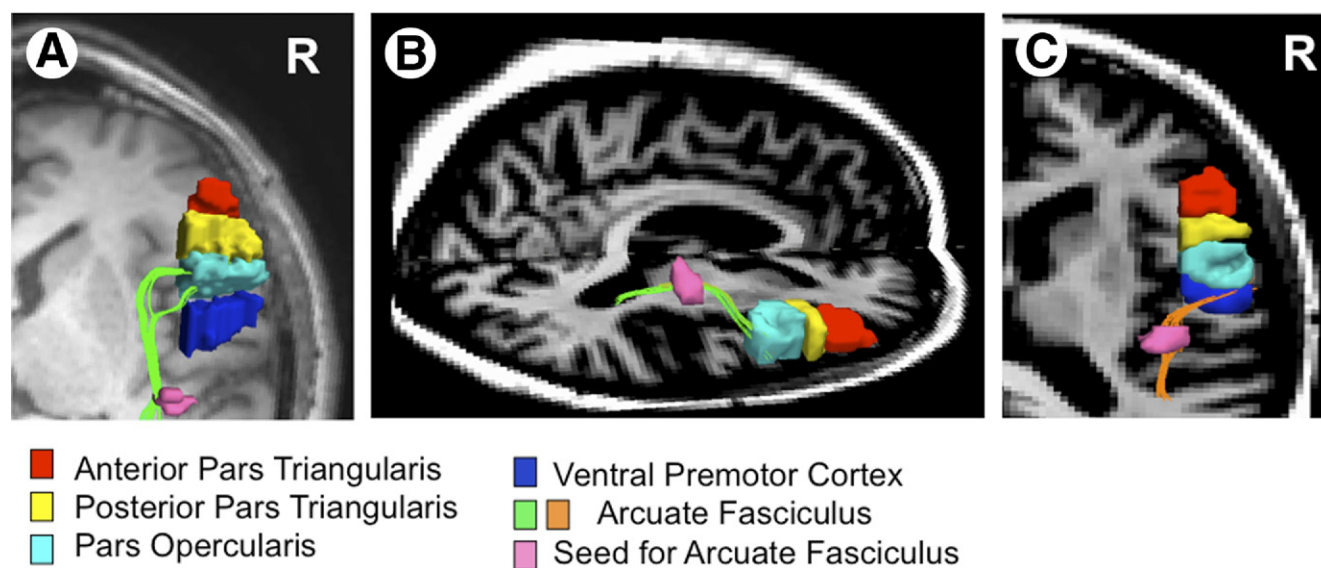 A
R
B
C
R
Anterior Pars Triangularis
Posterior Pars Triangularis
Pars Opercularis
Ventral Premotor Cortex
Arcuate Fasciculus
Seed for Arcuate Fasciculus